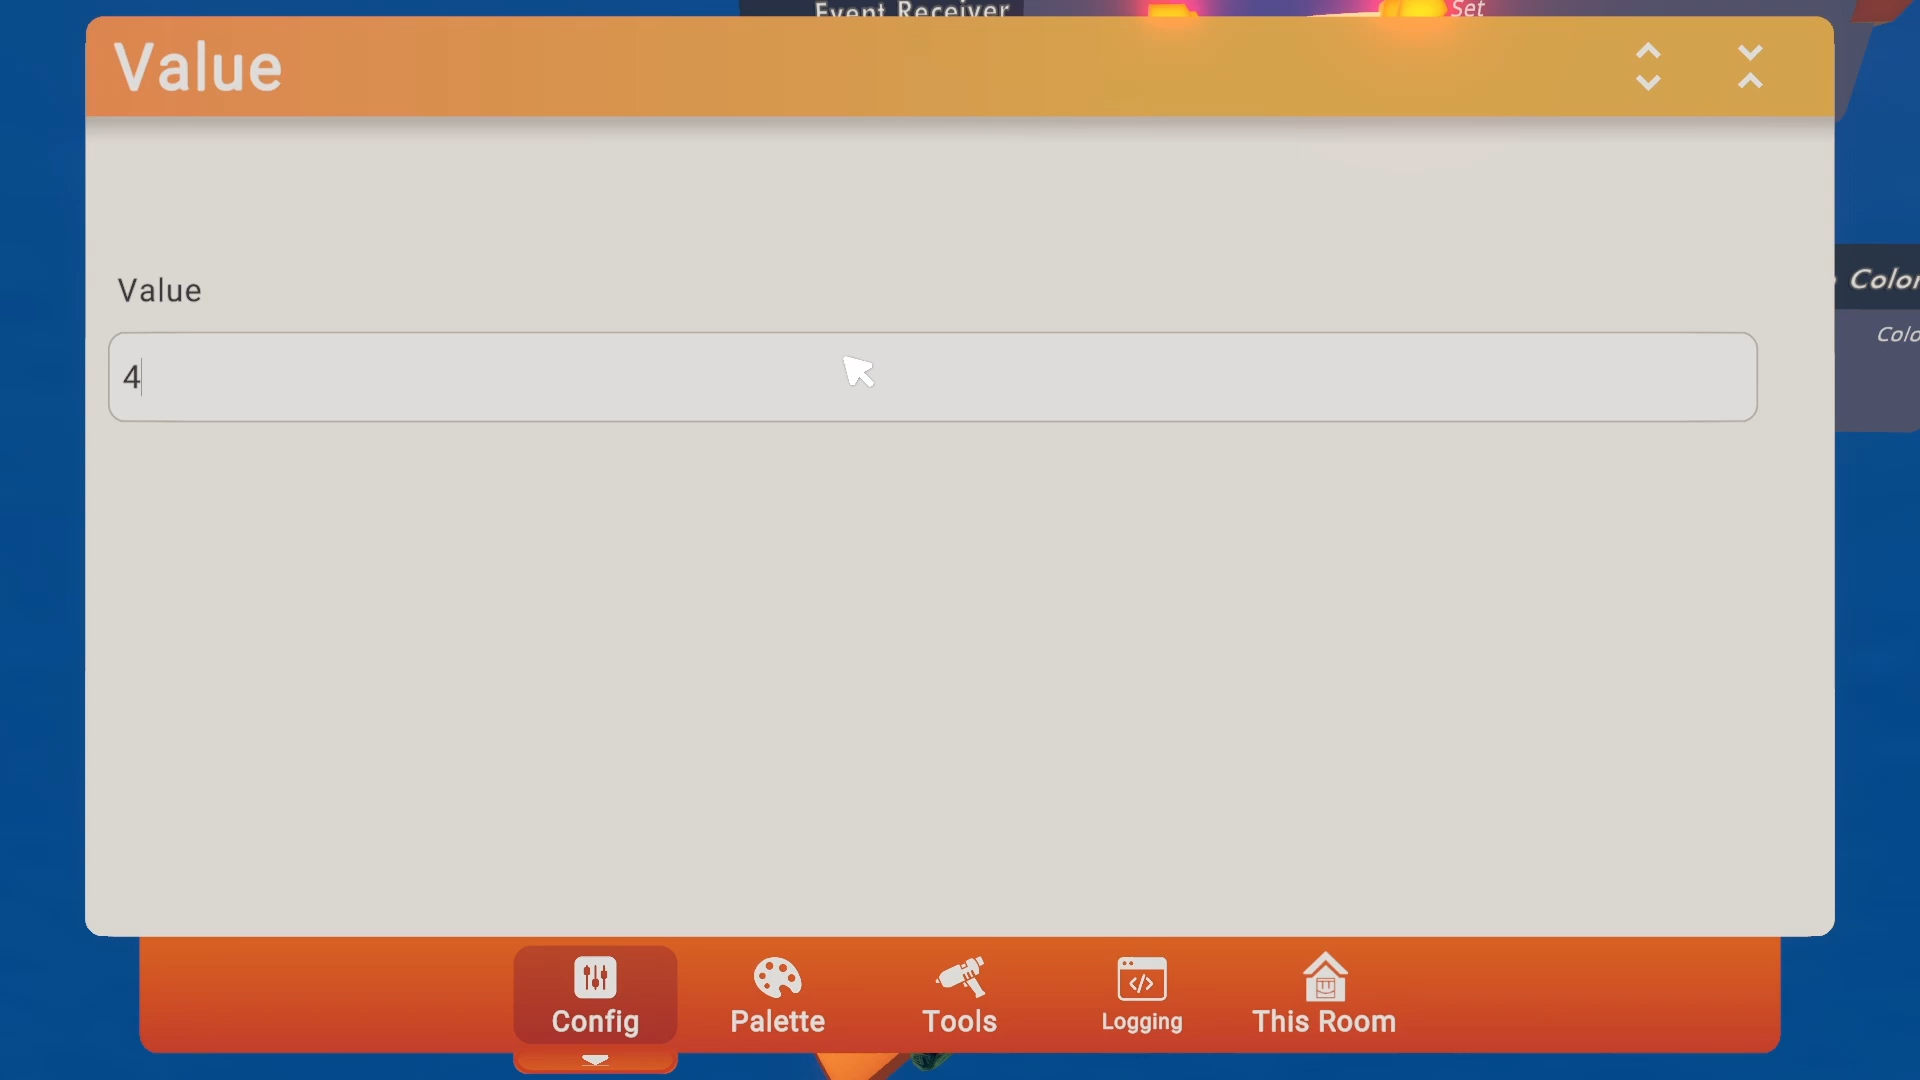 Event Receiver
Set
Value
Color
Colo
Value
4
Config
Palette
Tools
Logging
This Room